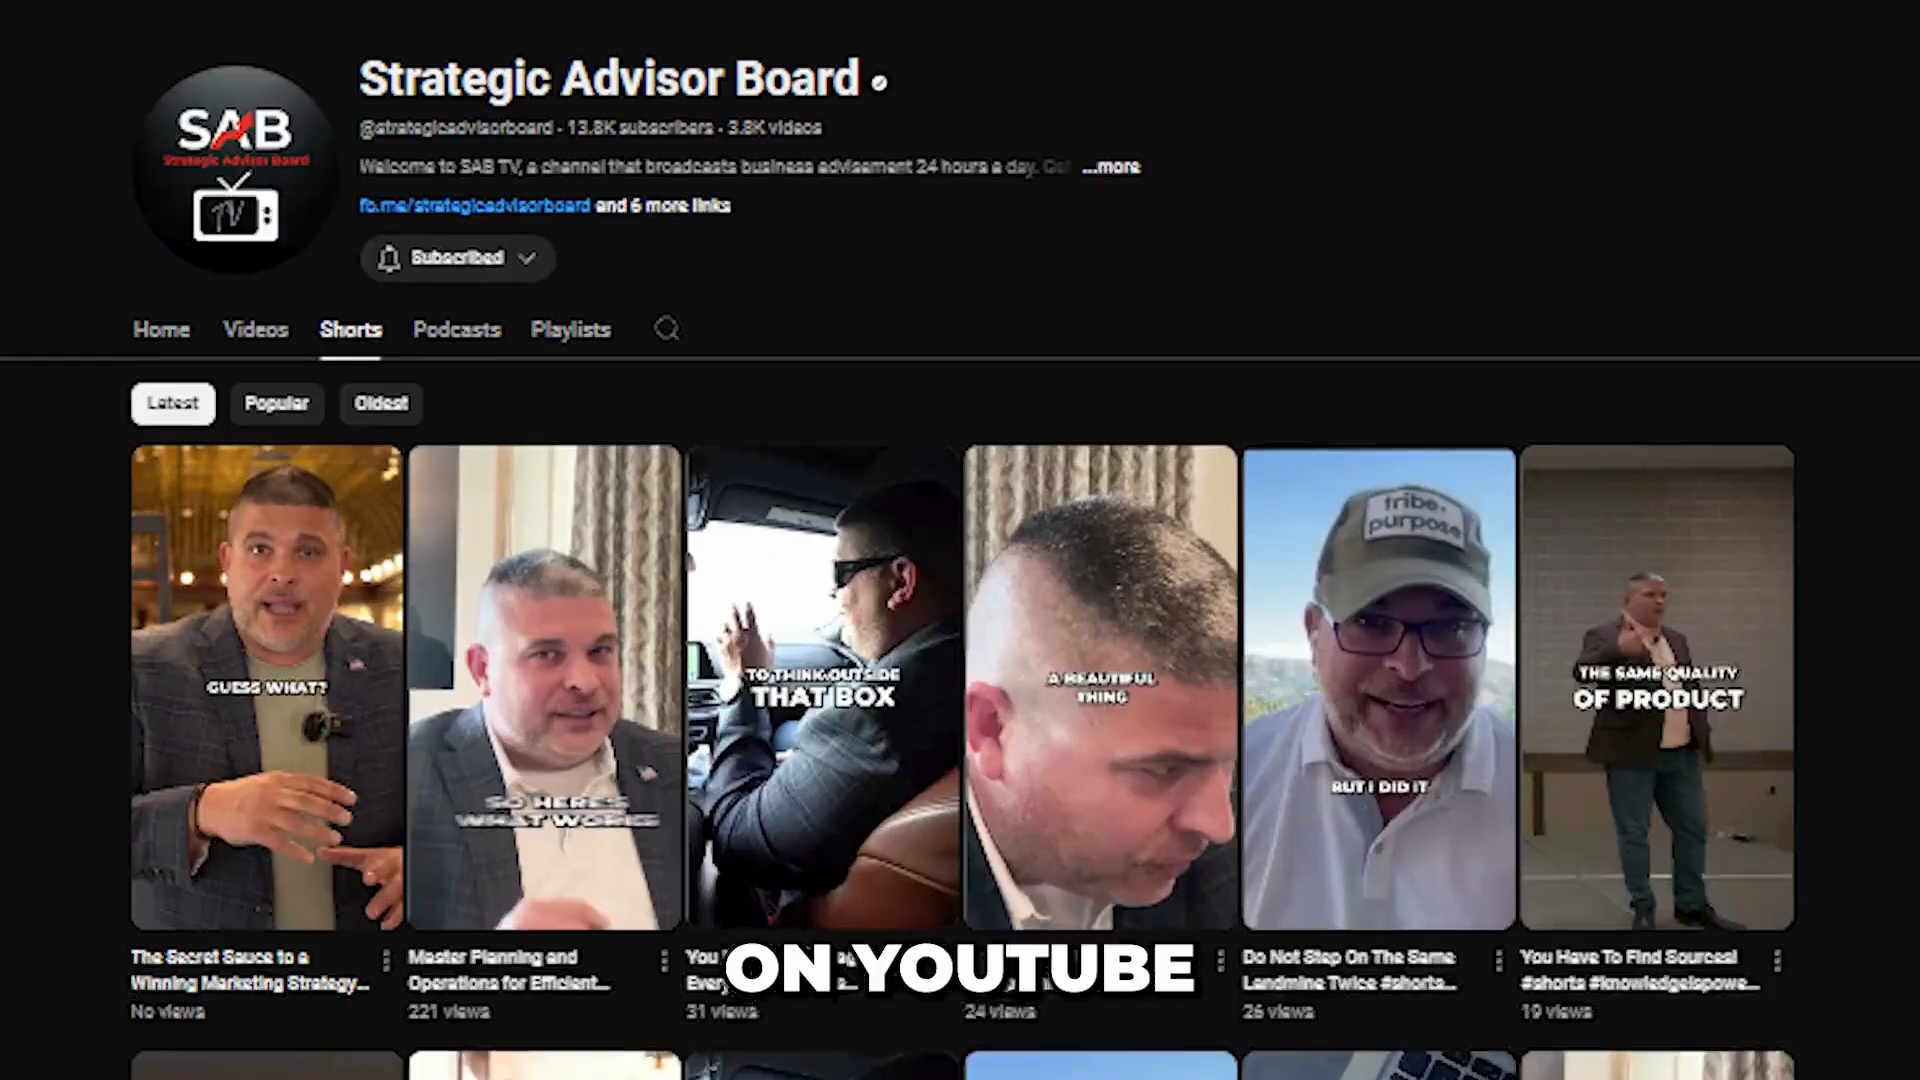 Strategic Advisor Board
SAB
Strategic Advisor Board
TV
@strategicadvisorboard · 13.8K subscribers · 3.8K videos
Welcome to SAB TV, a channel that broadcasts business advisement 24 hours a day. ...more
fb.me/strategicadvisorboard and 6 more links
Subscribed
Home Videos Shorts Podcasts Playlists
Latest Popular Oldest
tribe.
purpose
GUESS WHAT?
SO HERE'S
WHAT WORKS
TO THINK OUTSIDE
THAT BOX
A BEAUTIFUL
THING
BUT I DID IT
THE SAME QUALITY
OF PRODUCT
The Secret Sauce to a
Winning Marketing Strategy...
No views
Master Planning and
Operations for Efficient...
221 views
You
31 views
24 views
Do Not Step On The Same
Landmine Twice #shorts...
26 views
You Have To Find Sources!
#shorts #knowledgeispowe...
19 views
ON YOUTUBE